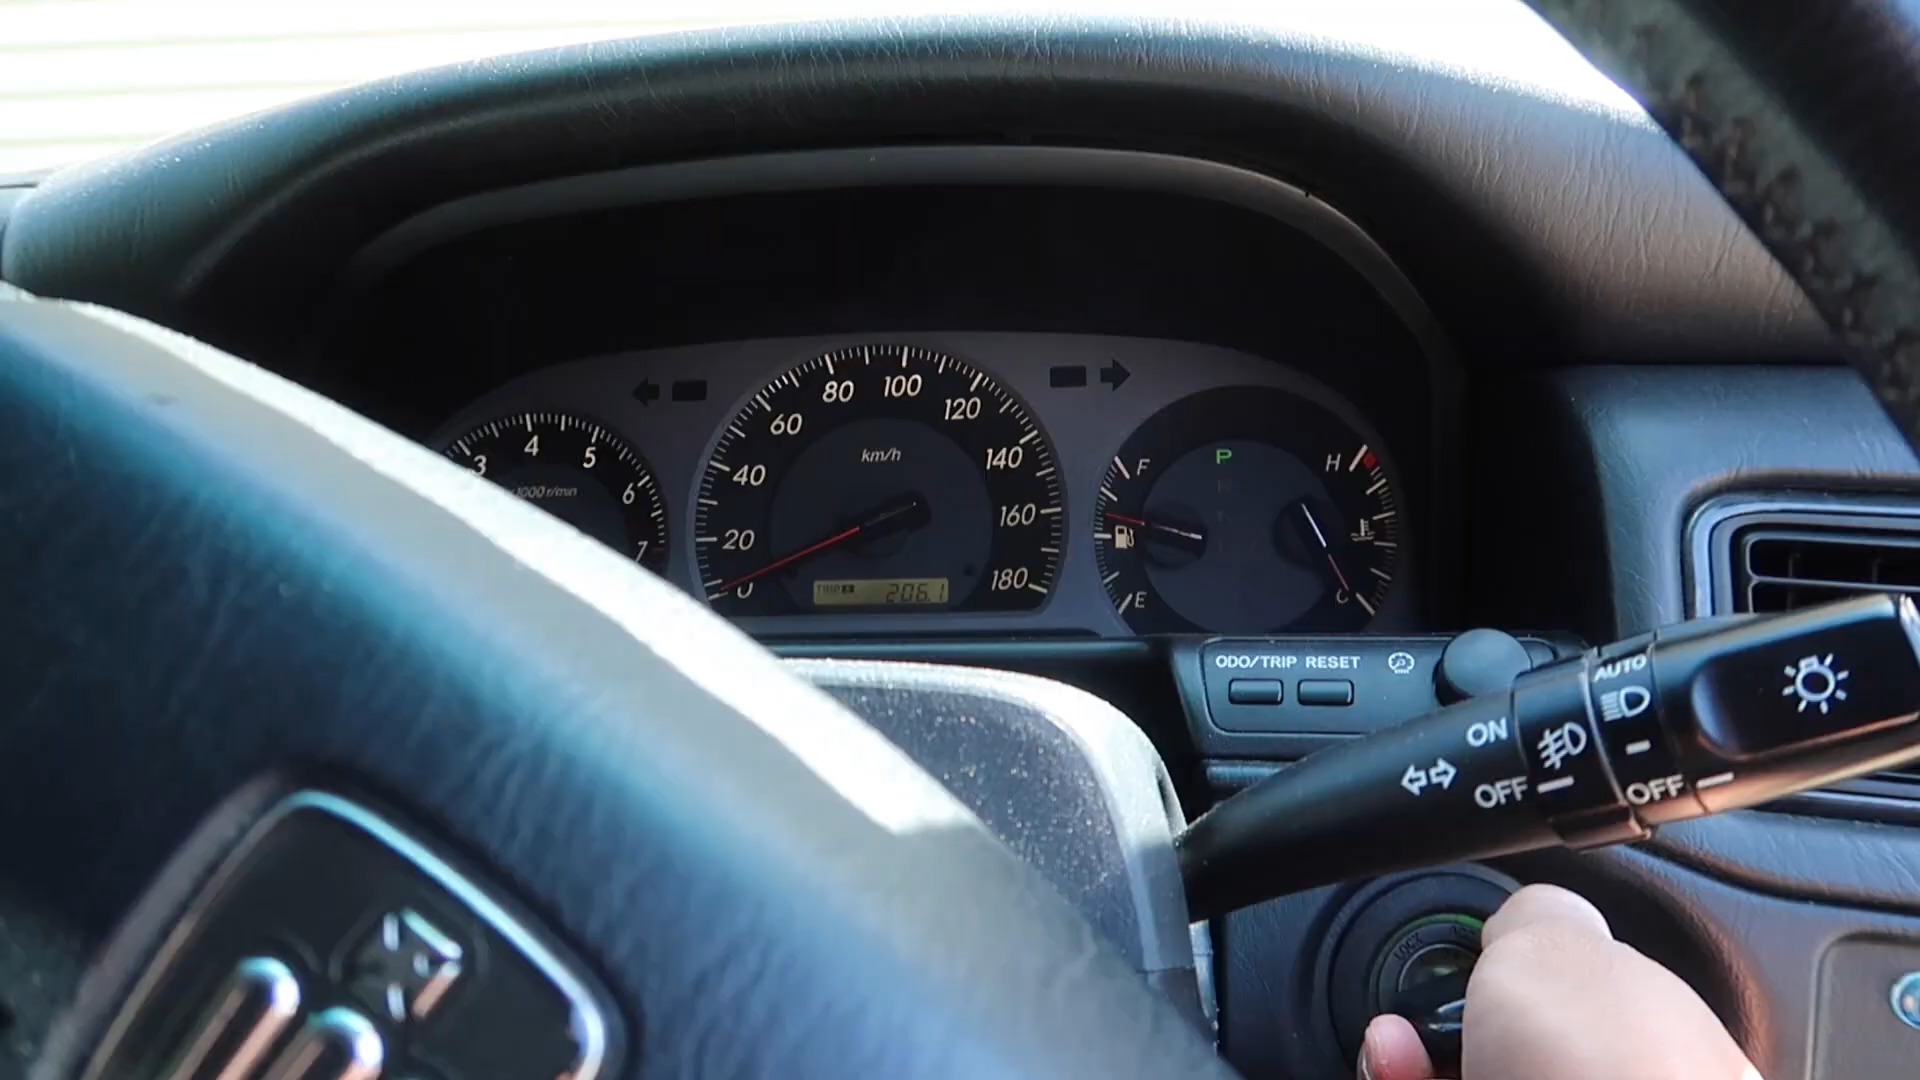 3
4
5
6
7
x1000 r/min
0
20
40
60
80
100
120
140
160
180
km/h
TRIP
206.1
F
E
P
H
C
ODO/TRIP RESET
AUTO
ON
OFF
OFF
LOCK